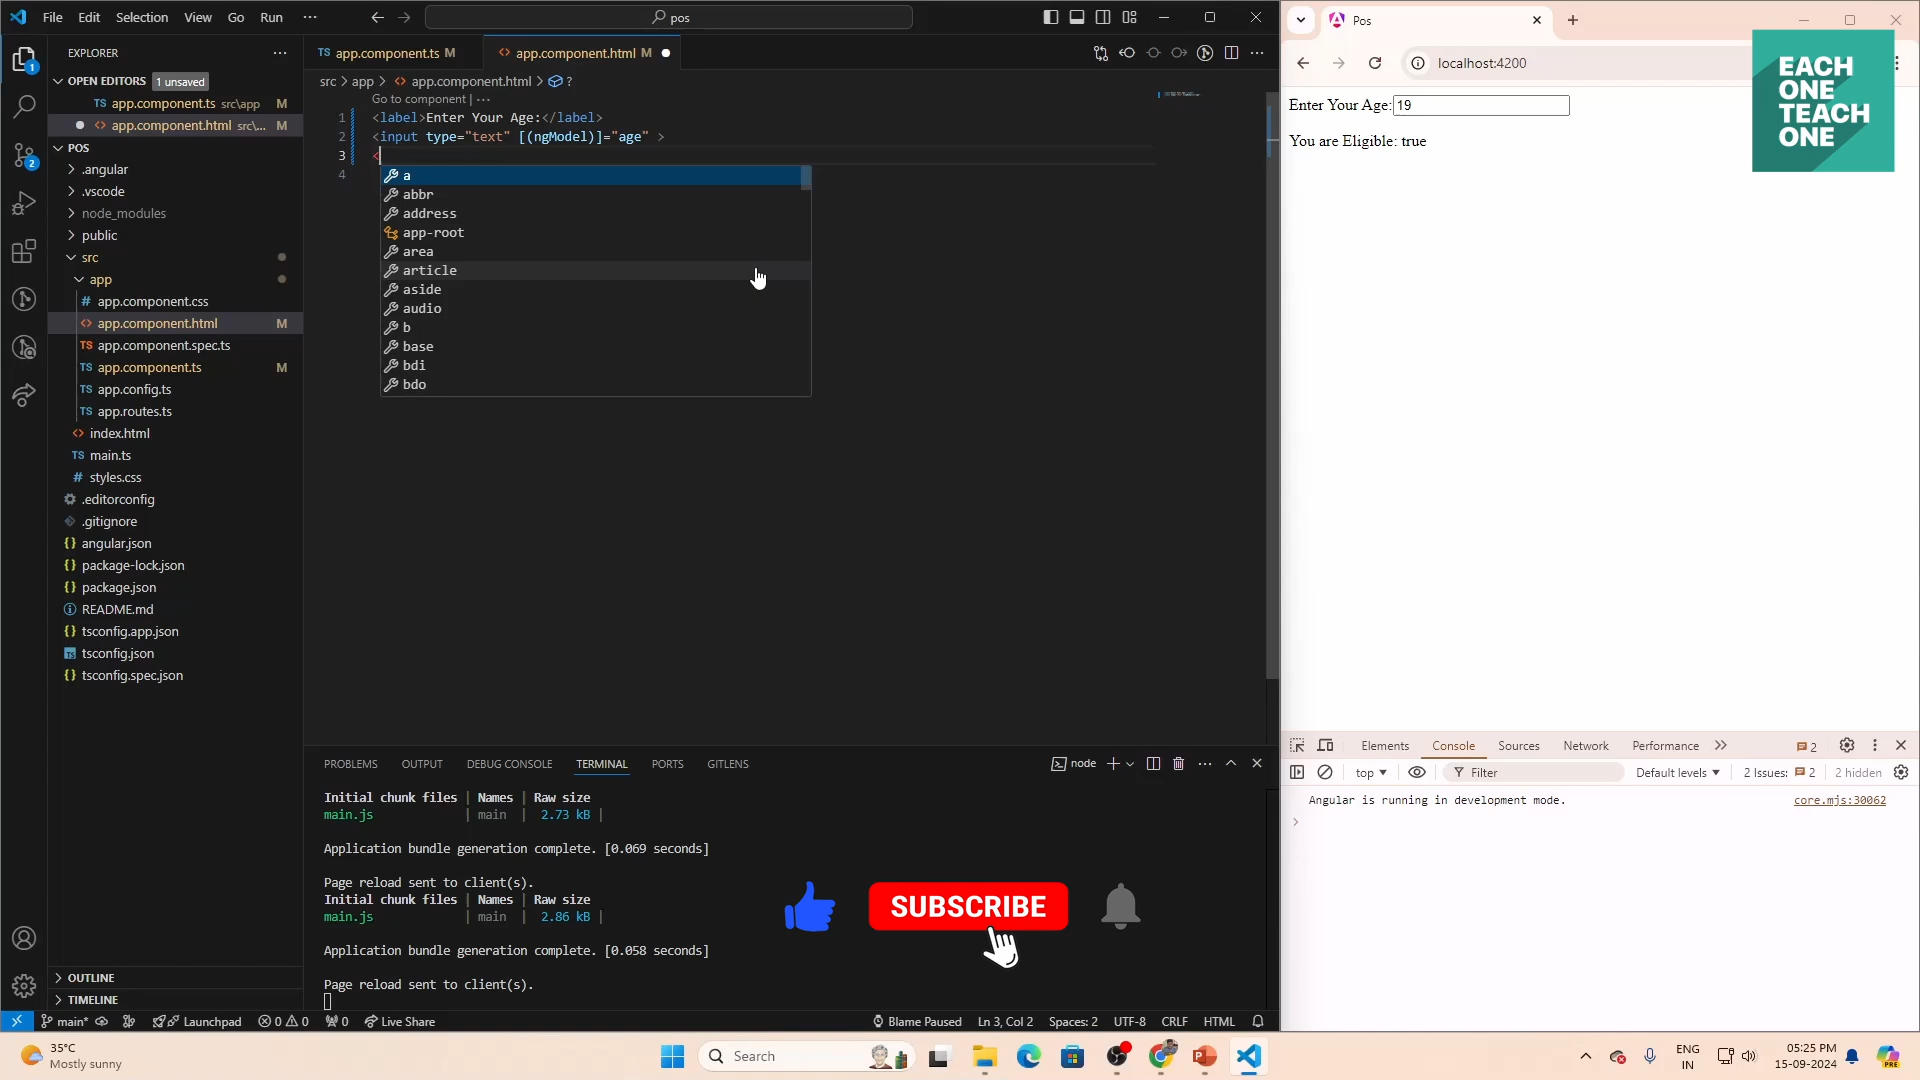 File Edit Selection View Go Run ···
pos
EXPLORER
OPEN EDITORS 1 unsaved
TS app.component.ts src\app M
<> app.component.html src\... M
POS
.angular
.vscode
node_modules
public
src
app
# app.component.css
<> app.component.html M
TS app.component.spec.ts
TS app.component.ts M
TS app.config.ts
TS app.routes.ts
<> index.html
TS main.ts
# styles.css
.editorconfig
.gitignore
{} angular.json
{} package-lock.json
{} package.json
README.md
{} tsconfig.app.json
TS tsconfig.json
{} tsconfig.spec.json
OUTLINE
TIMELINE
TS app.component.ts M
<> app.component.html M
src > app > <> app.component.html > ?
Go to component | ···
1 <label>Enter Your Age:</label>
2 <input type="text" [(ngModel)]="age" >
3 <
4
a
abbr
address
app-root
area
article
aside
audio
b
base
bdi
bdo
PROBLEMS OUTPUT DEBUG CONSOLE TERMINAL PORTS GITLENS
node
Initial chunk files | Names | Raw size
main.js | main | 2.73 kB |
Application bundle generation complete. [0.069 seconds]
Page reload sent to client(s).
Initial chunk files | Names | Raw size
main.js | main | 2.86 kB |
Application bundle generation complete. [0.058 seconds]
Page reload sent to client(s).
SUBSCRIBE
main* Launchpad 0 0 0 Live Share
Blame Paused Ln 3, Col 2 Spaces: 2 UTF-8 CRLF HTML
Pos
localhost:4200
EACH
ONE
TEACH
ONE
Enter Your Age: 19
You are Eligible: true
Elements Console Sources Network Performance 2
top Filter Default levels 2 Issues: 2 2 hidden
Angular is running in development mode. core.mjs:30062
35°C
Mostly sunny
Search
ENG
IN
05:25 PM
15-09-2024
PRE
1
2